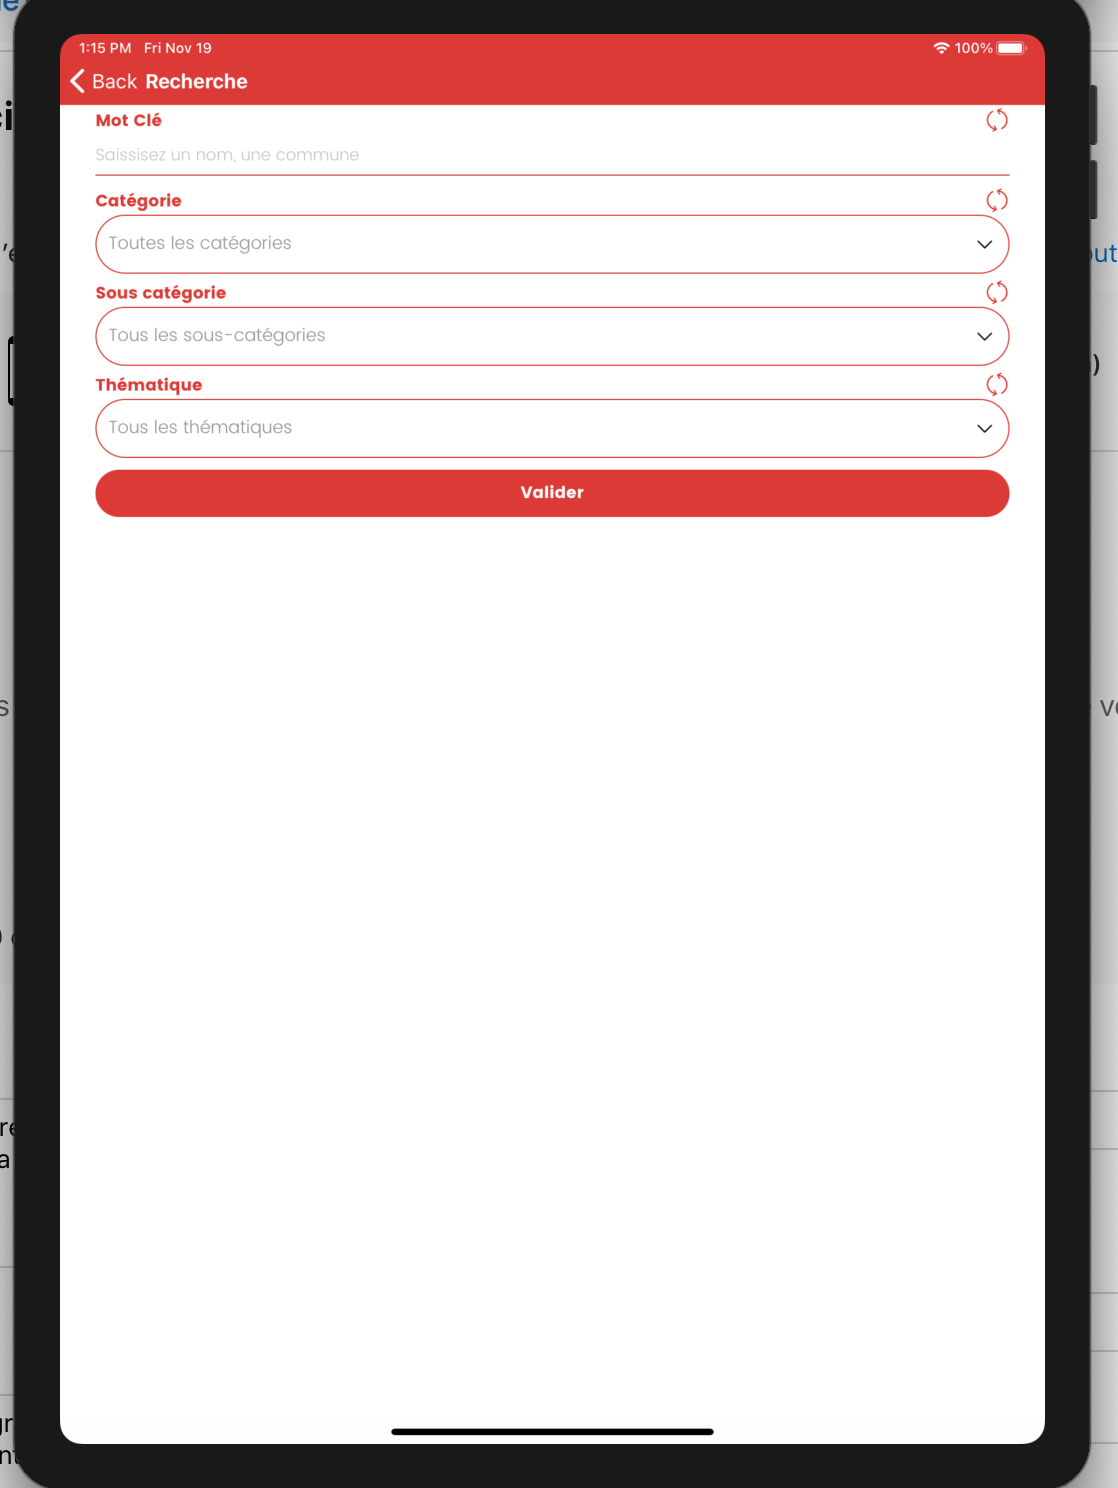 1:15 PM Fri Nov 19
100%
Back Recherche
Mot Clé
Saissisez un nom, une commune
Catégorie
Toutes les catégories
Sous catégorie
Tous les sous-catégories
Thématique
Tous les thématiques
Valider